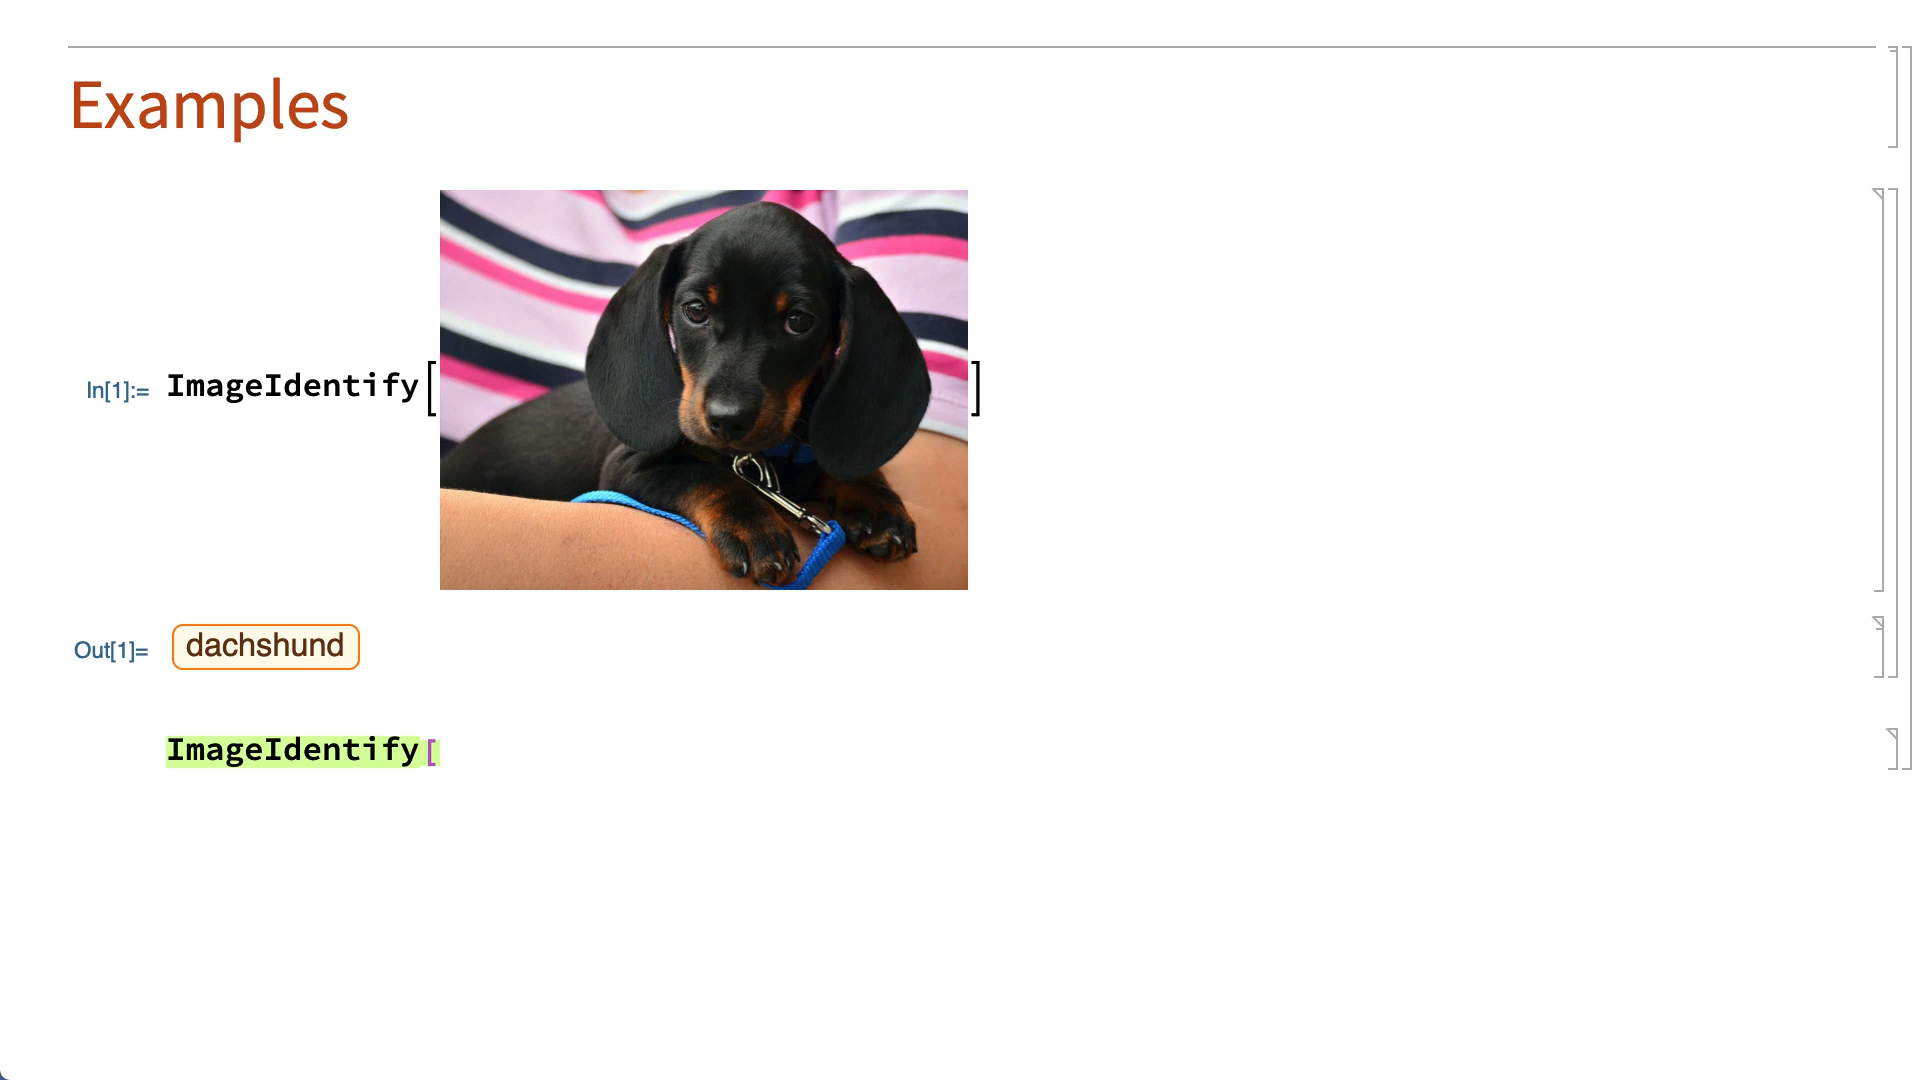 Examples
In[1]:= ImageIdentify[ ]
Out[1]= dachshund
ImageIdentify[